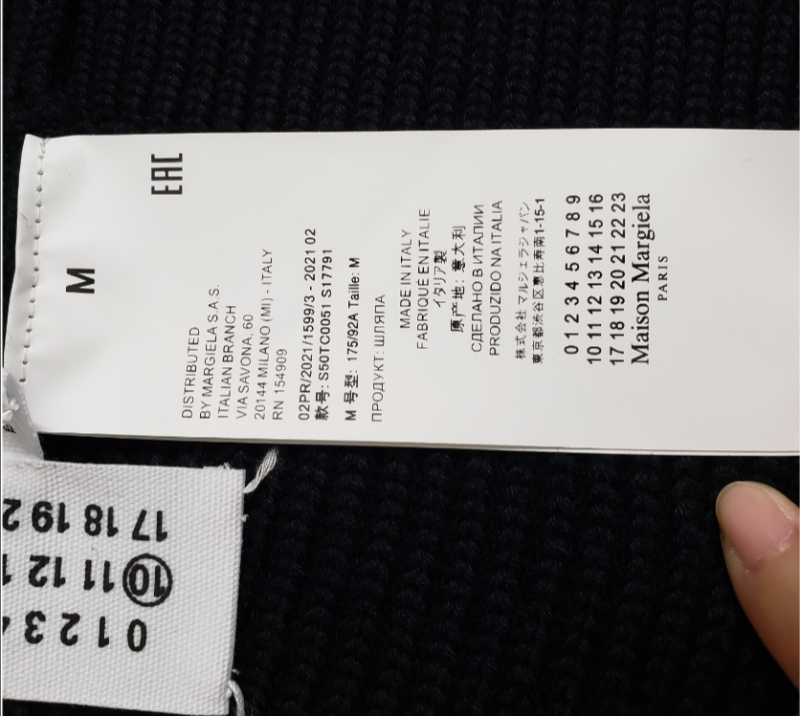 EAC
M
DISTRIBUTED
BY MARGIELA S.A.S.
ITALIAN BRANCH
VIA SAVONA, 60
20144 MILANO (MI) - ITALY
RN 154909
02PR/2021/1599/3 - 2021 02
款号: S50TC0051 S17791
M 号型: 175/92A Taille: M
ПРОДУКТ: ШЛЯПА
MADE IN ITALY
FABRIQUÉ EN ITALIE
イタリア製
原产地: 意大利
СДЕЛАНО В ИТАЛИИ
PRODUZIDO NA ITALIA
株式会社 マルジェラジャパン
東京都渋谷区恵比寿南1-15-1
0 1 2 3 4 5 6 7 8 9
10 11 12 13 14 15 16
17 18 19 20 21 22 23
Maison Margiela
PARIS
0 1 2 3
10 11 12
17 18 19 2